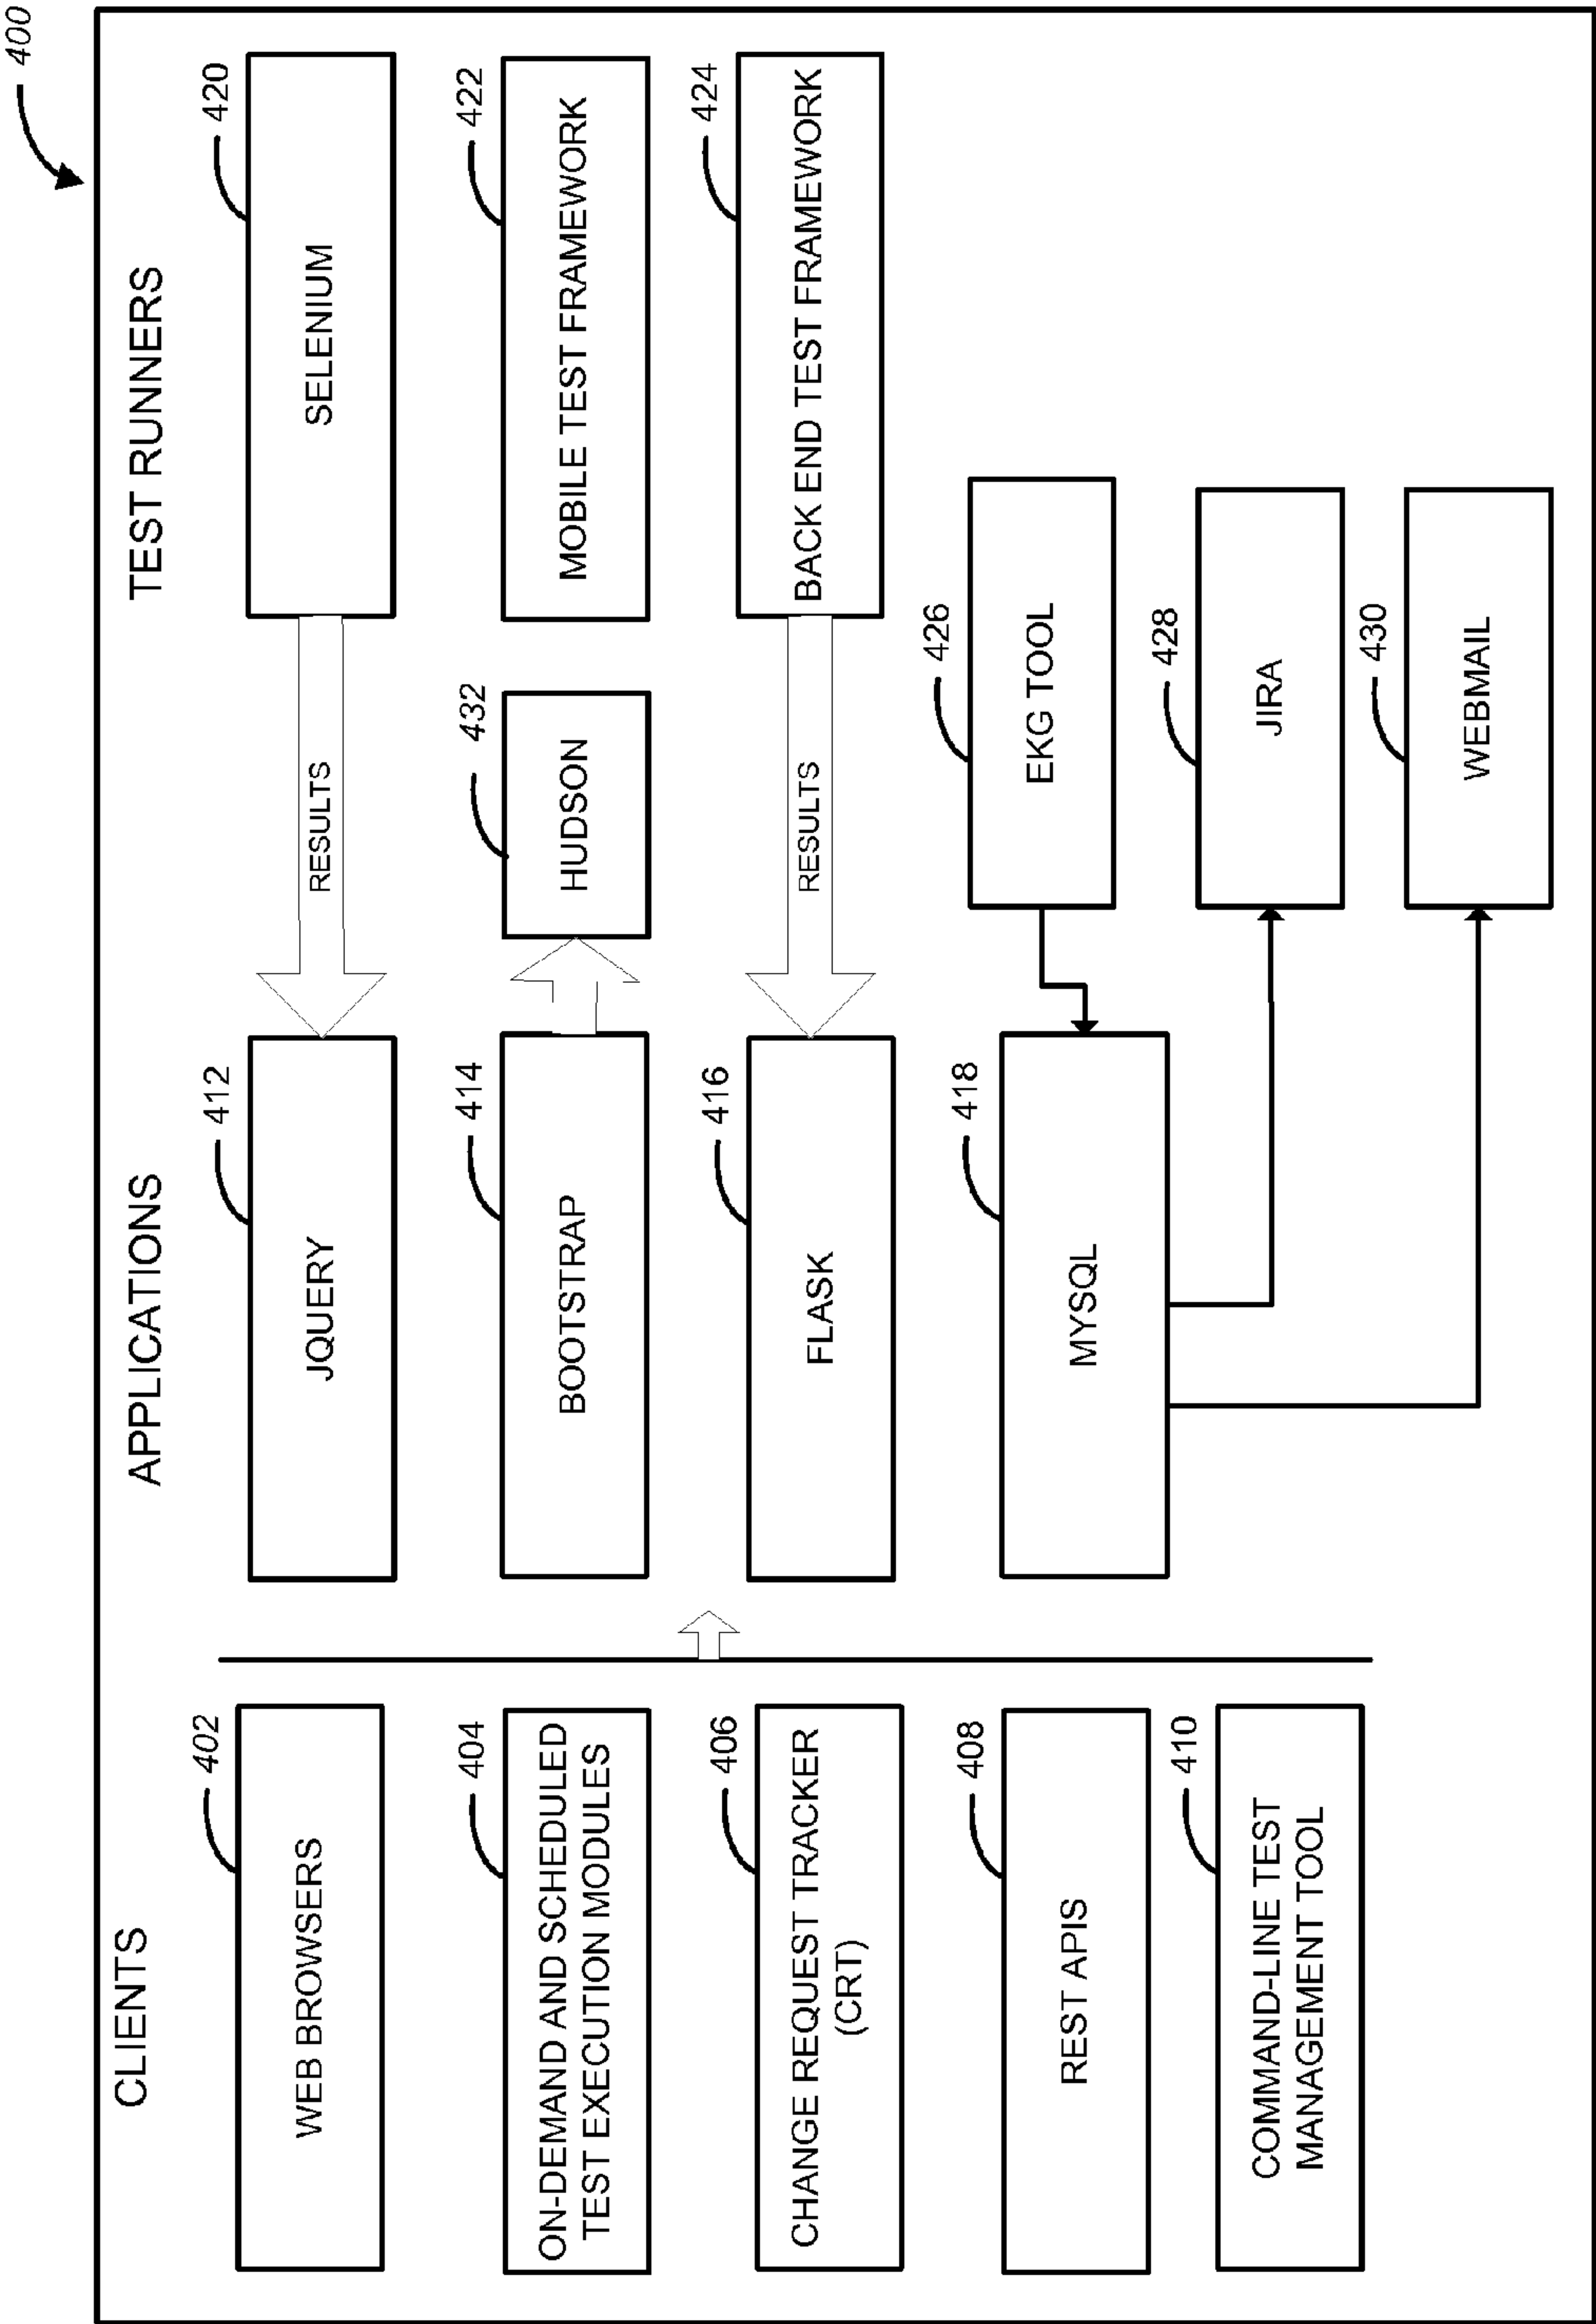 400
CLIENTS
APPLICATIONS
TEST RUNNERS
402
WEB BROWSERS
412
JQUERY
RESULTS
420
SELENIUM
404
ON-DEMAND AND SCHEDULED
TEST EXECUTION MODULES
414
BOOTSTRAP
432
HUDSON
422
MOBILE TEST FRAMEWORK
406
CHANGE REQUEST TRACKER
(CRT)
416
FLASK
RESULTS
424
BACK END TEST FRAMEWORK
408
REST APIS
418
MYSQL
426
EKG TOOL
410
COMMAND-LINE TEST
MANAGEMENT TOOL
428
JIRA
430
WEBMAIL